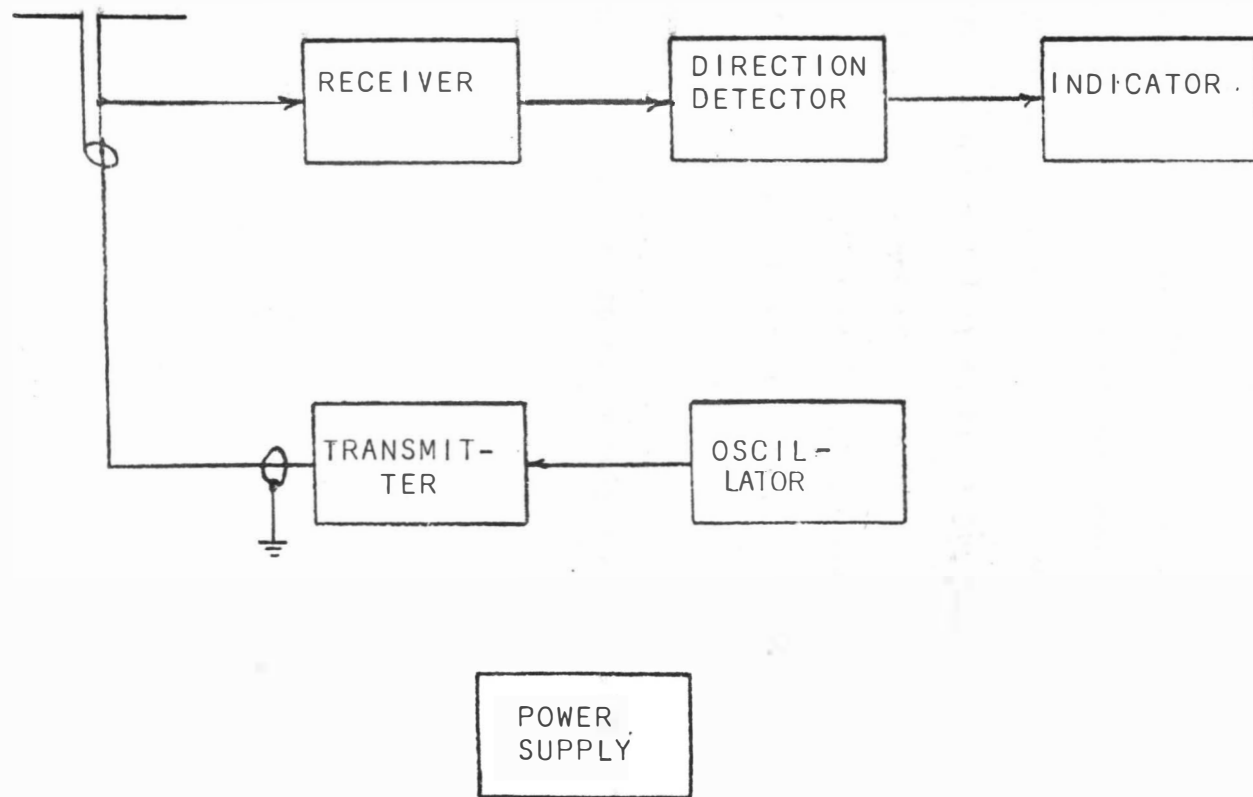 RECEIVER
DIRECTION
DETECTOR
INDICATOR
TRANSMIT-
TER
OSCIL-
LATOR
POWER
SUPPLY